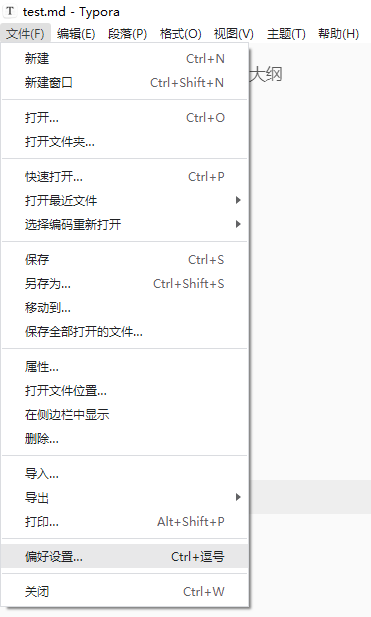 T test.md - Typora
文件(F) 编辑(E) 段落(P) 格式(O) 视图(V) 主题(T) 帮助(H)
新建 Ctrl+N
大纲
新建窗口 Ctrl+Shift+N
打开... Ctrl+O
打开文件夹...
快速打开... Ctrl+P
打开最近文件
选择编码重新打开
保存 Ctrl+S
另存为... Ctrl+Shift+S
移动到...
保存全部打开的文件...
属性...
打开文件位置...
在侧边栏中显示
删除...
导入...
导出
打印... Alt+Shift+P
偏好设置... Ctrl+逗号
关闭 Ctrl+W